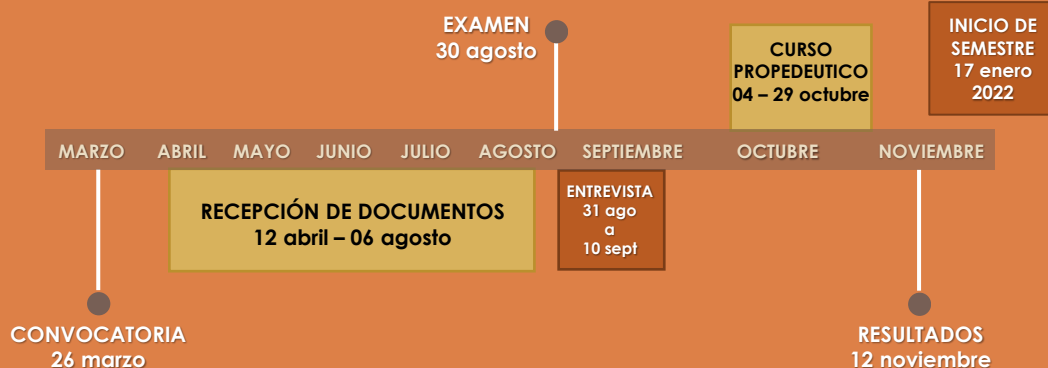 EXAMEN
30 agosto
CURSO
PROPEDEUTICO
04 – 29 octubre
INICIO DE
SEMESTRE
17 enero
2022
MARZO ABRIL MAYO JUNIO JULIO AGOSTO SEPTIEMBRE OCTUBRE NOVIEMBRE
RECEPCIÓN DE DOCUMENTOS
12 abril – 06 agosto
ENTREVISTA
31 ago
a
10 sept
CONVOCATORIA
26 marzo
RESULTADOS
12 noviembre